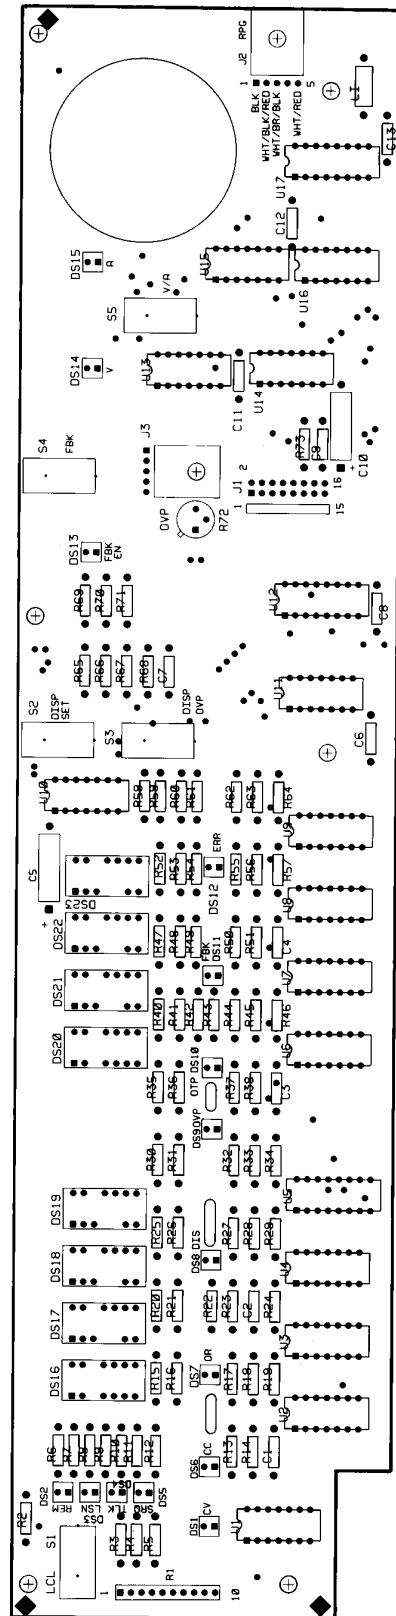 J2 RPG
1 5
BLK
WHT/BLK/RED
WHT/BR/BLK
WHT/RED
L1
C13
U17
C12
DS15
A
U15
U16
V/A
S5
DS14
V
U13
C11
U14
S4
FBK
J3
R73
C9
C10
+
J1
2
16
1
15
OVP
R72
DS13
FBK
EN
R69
R70
R71
U12
C8
R65
R66
R67
R68
C7
U11
S2
DISP
SET
S3
DISP
OVP
C6
U10
R58
R59
R60
R61
R62
R63
R64
U9
C5
+
DS23
R52
R53
R54
ERR
DS12
R55
R56
R57
U8
DS22
R47
R48
R49
FBK
DS11
R50
R51
C4
U7
DS21
R40
R41
R42
R43
R44
R45
R46
U6
DS20
R35
R36
OTP
DS10
R37
R38
C3
DS9
OVP
R30
R31
R32
R33
R34
U5
DS19
R25
R26
DIS
R27
R28
R29
DS18
DS8
U4
DS17
R20
R21
R22
R23
C2
R24
U3
DS16
R15
R16
DS7
OR
R17
R18
R19
U2
R6
R7
R8
R9
R10
R11
R12
DS6
CC
R13
R14
C1
DS2
REM
DS3
LSN
DS4
TLK
DS5
SRQ
R2
S1
LCL
R3
R4
R5
DS1
CV
U1
1
R1
10